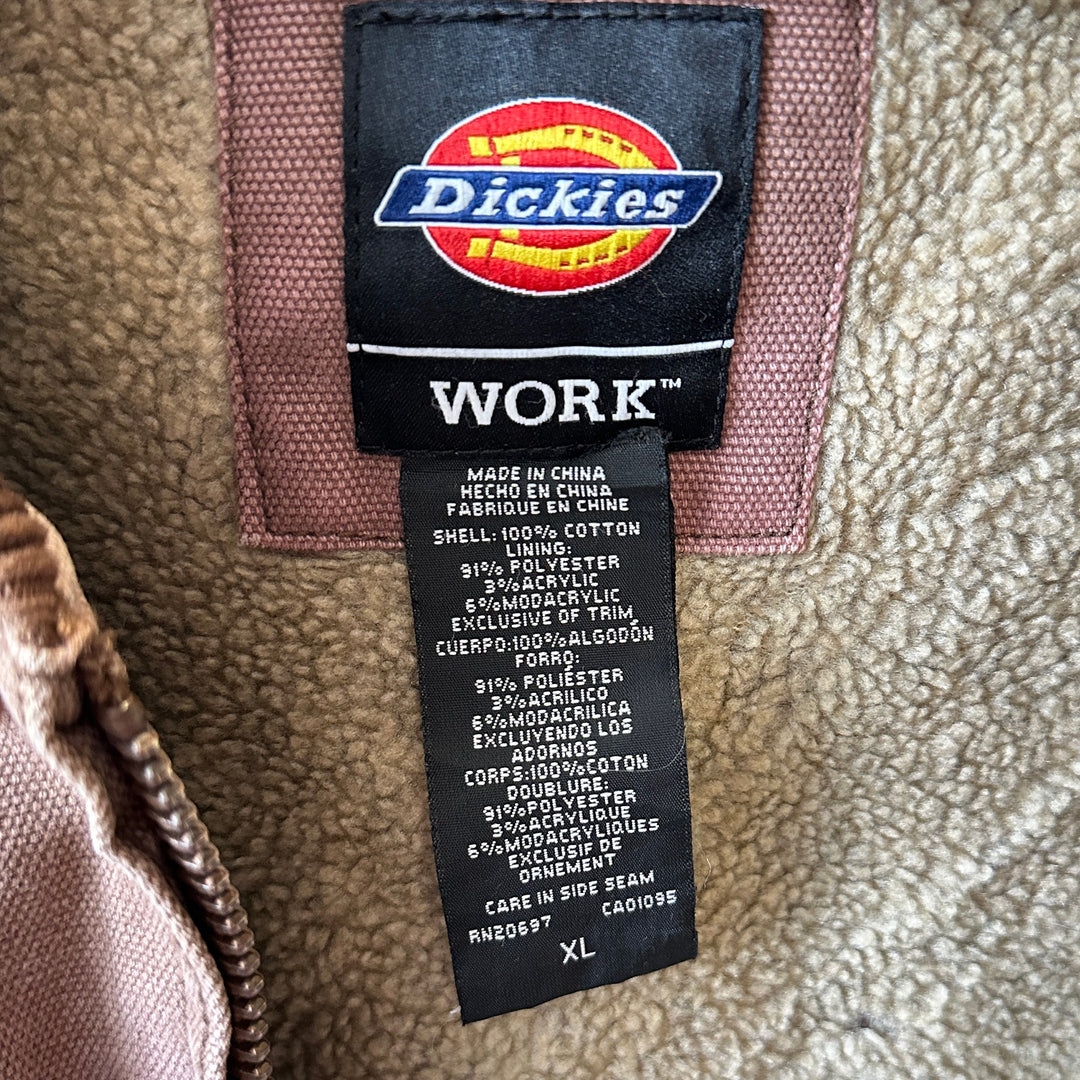 Dickies
WORK™
MADE IN CHINA
HECHO EN CHINA
FABRIQUE EN CHINE
SHELL: 100% COTTON
LINING:
91% POLYESTER
3%ACRYLIC
6%MODACRYLIC
EXCLUSIVE OF TRIM
CUERPO:100%ALGODÓN
FORRO:
91% POLIÉSTER
3%ACRILICO
6%MODACRILICA
EXCLUYENDO LOS
ADORNOS
CORPS:100%COTON
DOUBLURE:
91%POLYESTER
3%ACRYLIQUE
6%MODACRYLIQUES
EXCLUSIF DE
ORNEMENT
CARE IN SIDE SEAM
RN20697 CA01095
XL